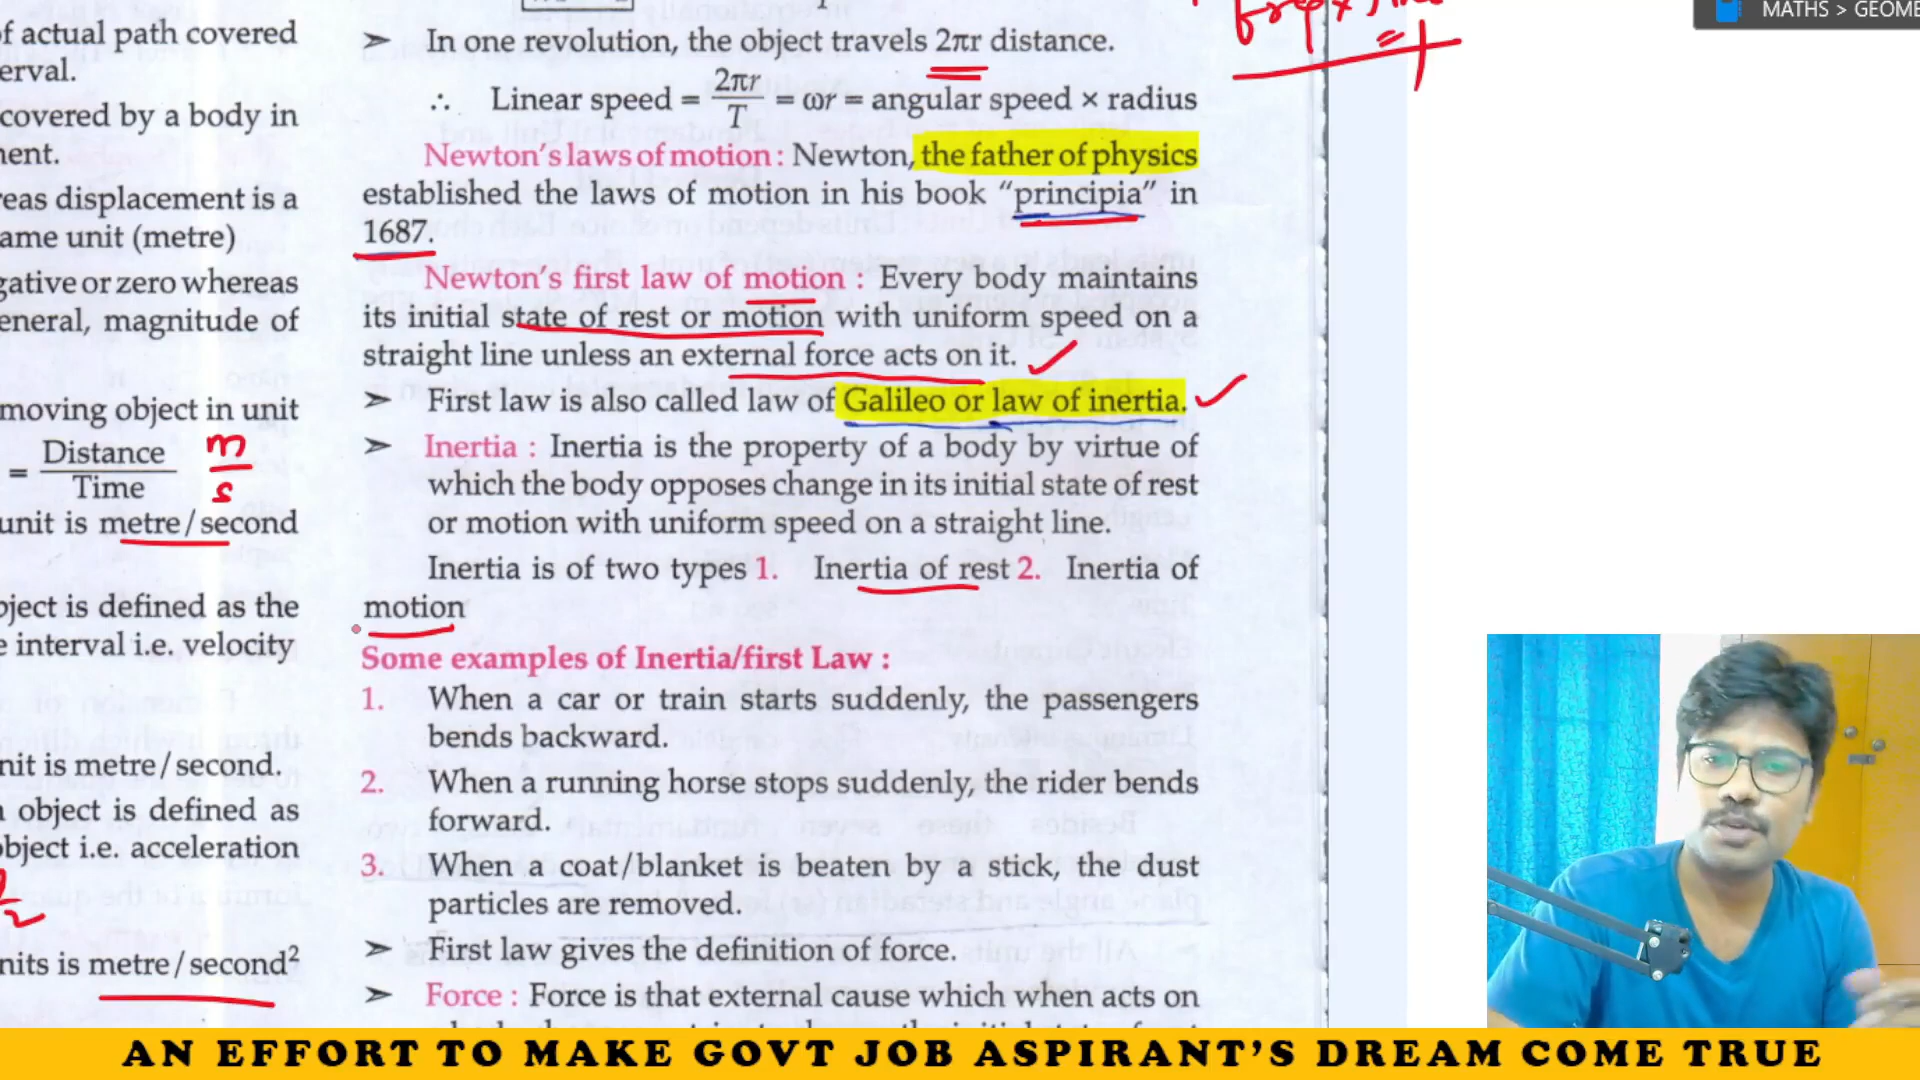 MATHS > GEOME
of actual path covered
erval.
covered by a body in
ment.
reas displacement is a
ame unit (metre)
gative or zero whereas
eneral, magnitude of
moving object in unit
= Distance
Time
m
s
unit is metre/second
bject is defined as the
e interval i.e. velocity
nit is metre/second.
n object is defined as
object i.e. acceleration
nits is metre/second²
➤ In one revolution, the object travels 2πr distance.
∴ Linear speed = 2πr/T = ωr = angular speed × radius
Newton's laws of motion : Newton, the father of physics
established the laws of motion in his book “principia” in
1687.
Newton's first law of motion : Every body maintains
its initial state of rest or motion with uniform speed on a
straight line unless an external force acts on it.
➤ First law is also called law of Galileo or law of inertia.
➤ Inertia : Inertia is the property of a body by virtue of
which the body opposes change in its initial state of rest
or motion with uniform speed on a straight line.
Inertia is of two types 1. Inertia of rest 2. Inertia of
motion
Some examples of Inertia/first Law :
1. When a car or train starts suddenly, the passengers
bends backward.
2. When a running horse stops suddenly, the rider bends
forward.
3. When a coat/blanket is beaten by a stick, the dust
particles are removed.
➤ First law gives the definition of force.
➤ Force : Force is that external cause which when acts on
AN EFFORT TO MAKE GOVT JOB ASPIRANT'S DREAM COME TRUE